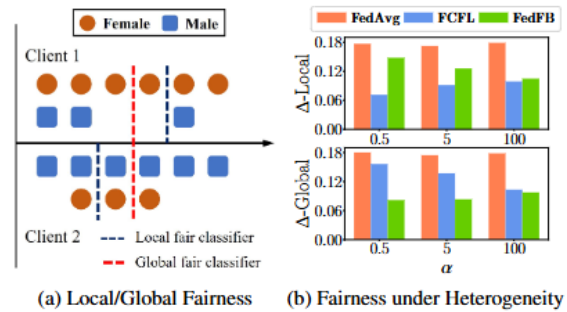 Female Male
Client 1
Client 2
Local fair classifier
Global fair classifier
(a) Local/Global Fairness
FedAvg FCFL FedFB
0.18
0.12
0.06
0.00
Δ-Local
0.5 5 100
0.18
0.12
0.06
0.00
Δ-Global
0.5 5 100
α
(b) Fairness under Heterogeneity